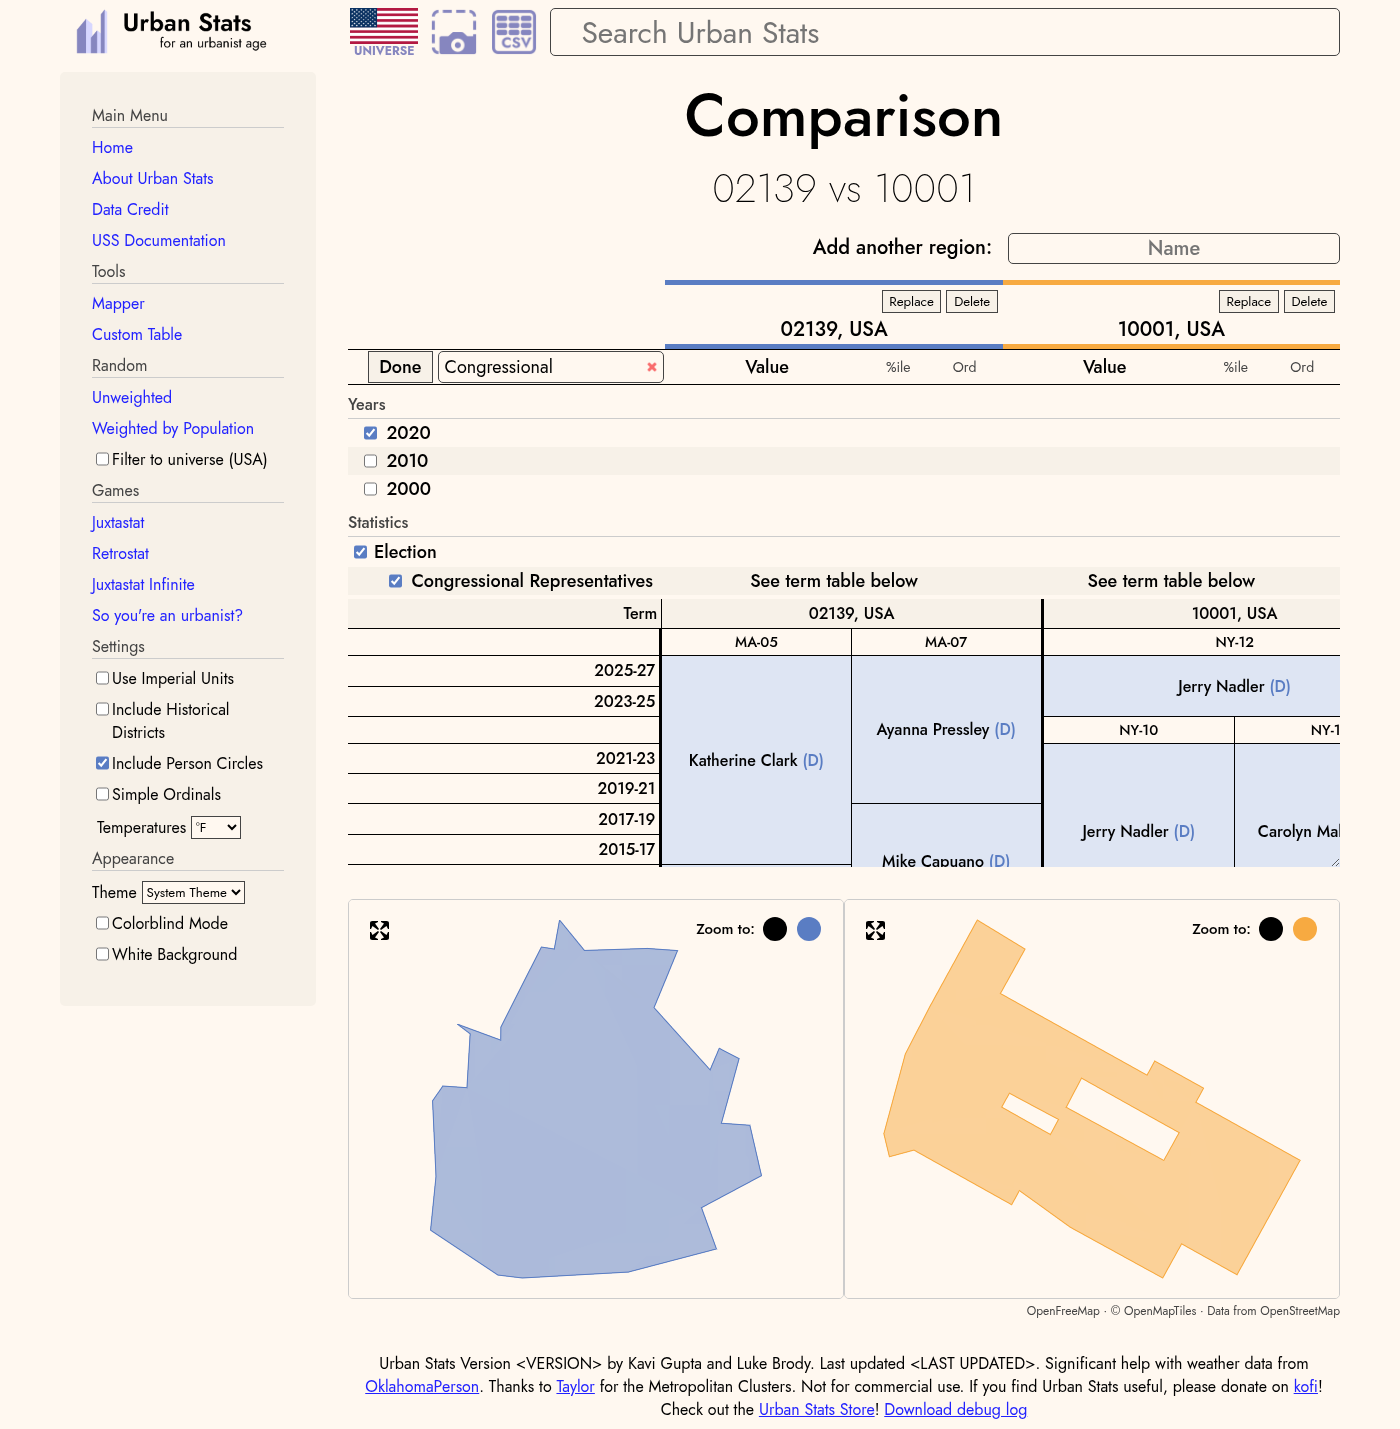 Urban Stats
for an urbanist age
UNIVERSE
CSV
Search Urban Stats
Main Menu
Home
About Urban Stats
Data Credit
USS Documentation
Tools
Mapper
Custom Table
Random
Unweighted
Weighted by Population
Filter to universe (USA)
Games
Juxtastat
Retrostat
Juxtastat Infinite
So you're an urbanist?
Settings
Use Imperial Units
Include Historical
Districts
Include Person Circles
Simple Ordinals
Temperatures °F
Appearance
Theme System Theme
Colorblind Mode
White Background
Comparison
02139 vs 10001
Add another region: Name
Replace Delete Replace Delete
02139, USA 10001, USA
Done Congressional Value %ile Ord Value %ile Ord
Years
2020
2010
2000
Statistics
Election
Congressional Representatives See term table below See term table below
Term 02139, USA 10001, USA
MA-05 MA-07 NY-12
2025-27
Jerry Nadler (D)
2023-25
Ayanna Pressley (D)
NY-10 NY-1
2021-23
Katherine Clark (D)
2019-21
2017-19
Jerry Nadler (D) Carolyn Mal
2015-17
Mike Capuano (D)
Zoom to: Zoom to:
OpenFreeMap · © OpenMapTiles · Data from OpenStreetMap
Urban Stats Version <VERSION> by Kavi Gupta and Luke Brody. Last updated <LAST UPDATED>. Significant help with weather data from
OklahomaPerson. Thanks to Taylor for the Metropolitan Clusters. Not for commercial use. If you find Urban Stats useful, please donate on kofi!
Check out the Urban Stats Store! Download debug log